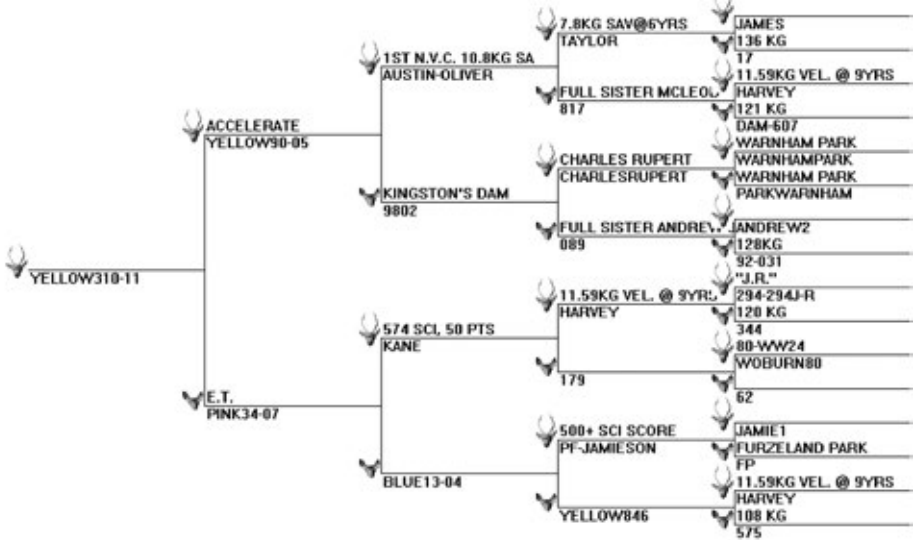 7.8KG SAV@6YRS
TAYLOR
JAMES
136 KG
17
1ST N.V.C. 10.8KG SA
AUSTIN-OLIVER
11.59KG VEL. @ 9YRS
HARVEY
FULL SISTER MCLEOD
817
121 KG
DAM-607
ACCELERATE
YELLOW90-05
WARNHAM PARK
WARNHAMPARK
CHARLES RUPERT
CHARLESRUPERT
WARNHAM PARK
PARKWARNHAM
KINGSTON'S DAM
9802
FULL SISTER ANDREW
089
ANDREW2
128KG
92-031
YELLOW310-11
"J.R."
294-294J-R
11.59KG VEL. @ 9YRS
HARVEY
120 KG
344
574 SCI, 50 PTS
KANE
80-WW24
WOBURN80
179
62
E.T.
PINK34-07
500+ SCI SCORE
PF-JAMIESON
JAMIE1
FURZELAND PARK
FP
BLUE13-04
11.59KG VEL. @ 9YRS
HARVEY
YELLOW846
108 KG
575